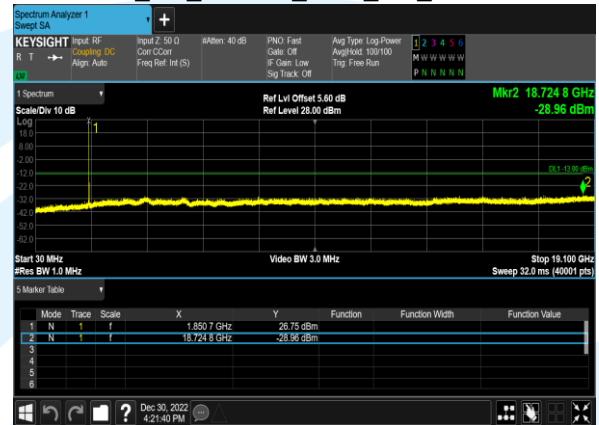 Spectrum Analyzer 1
Swept SA
+
KEYSIGHT
R T
LW
Input: RF
Coupling: DC
Align: Auto
Input Z: 50 Ω
Corr CCorr
Freq Ref: Int (S)
#Atten: 40 dB
PNO: Fast
Gate: Off
IF Gain: Low
Sig Track: Off
Avg Type: Log-Power
Avg|Hold: 100/100
Trig: Free Run
1 2 3 4 5 6
M W W W W W
P N N N N N
1 Spectrum
Scale/Div 10 dB
Ref Lvl Offset 5.60 dB
Ref Level 28.00 dBm
Mkr2 18.724 8 GHz
-28.96 dBm
Log
1
18.0
8.00
-2.00
-12.0
DL1 -13.00 dBm
-22.0
2
-32.0
-42.0
-52.0
-62.0
Start 30 MHz
Video BW 3.0 MHz
Stop 19.100 GHz
#Res BW 1.0 MHz
Sweep 32.0 ms (40001 pts)
5 Marker Table
Mode Trace Scale X Y Function Function Width Function Value
1 N 1 f 1.850 7 GHz 26.75 dBm
2 N 1 f 18.724 8 GHz -28.96 dBm
3
4
5
6
?
Dec 30, 2022
4:21:40 PM